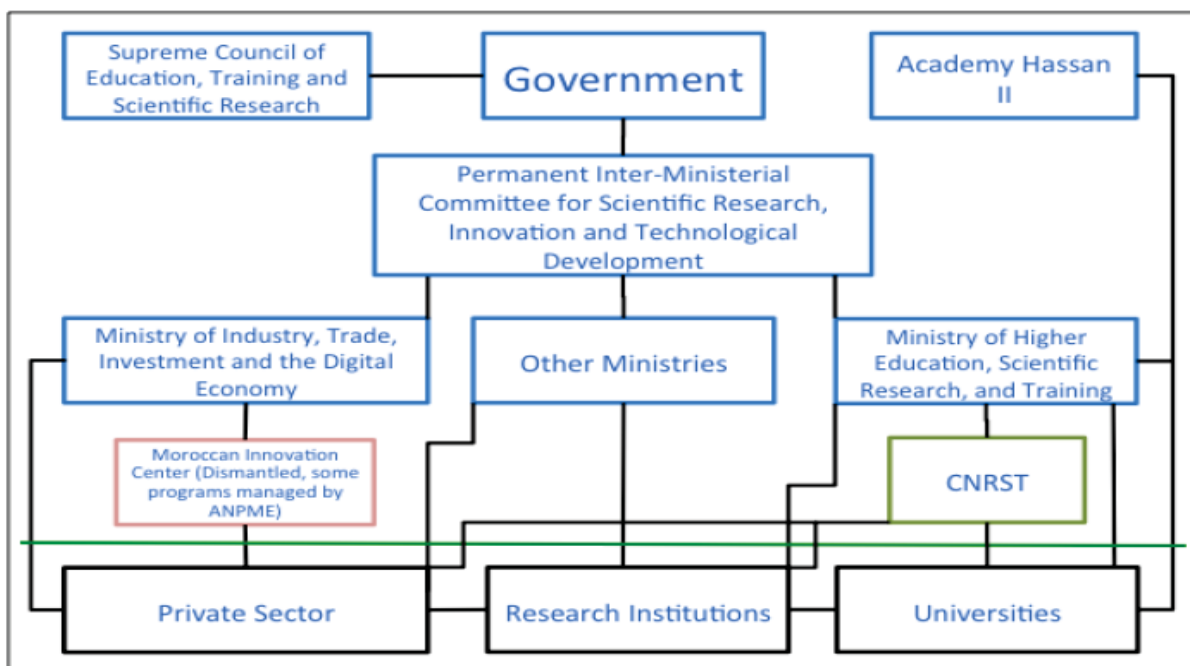 Supreme Council of
Education, Training and
Scientific Research
Government
Academy Hassan
II
Permanent Inter-Ministerial
Committee for Scientific Research,
Innovation and Technological
Development
Ministry of Industry, Trade,
Investment and the Digital
Economy
Other Ministries
Ministry of Higher
Education, Scientific
Research, and Training
Moroccan Innovation
Center (Dismantled, some
programs managed by
ANPME)
CNRST
Private Sector
Research Institutions
Universities